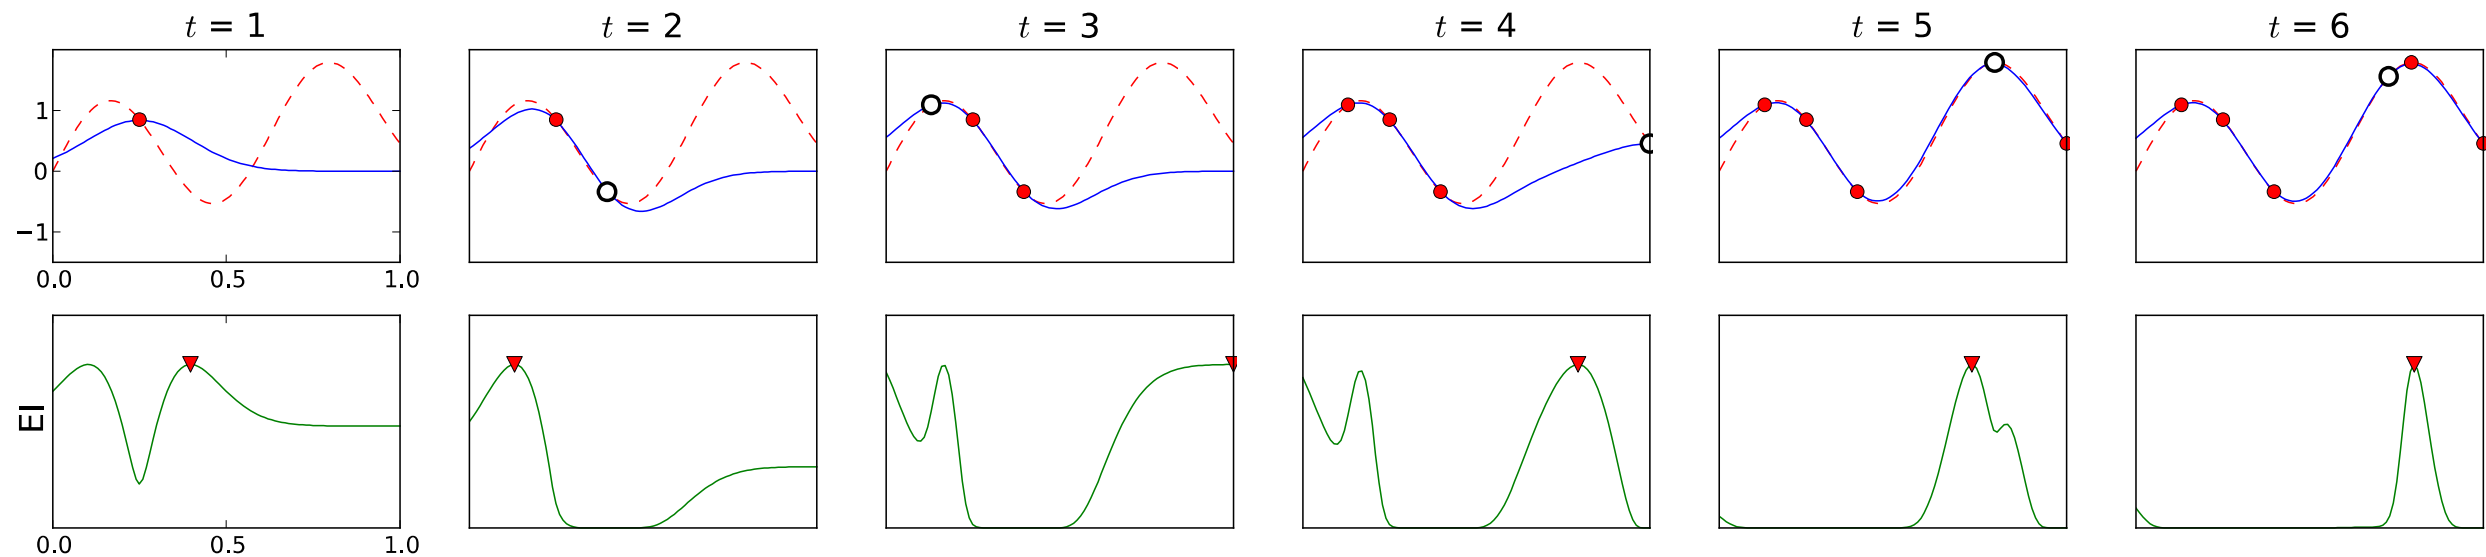 t = 1
t = 2
t = 3
t = 4
t = 5
t = 6
1
0
−1
0.0 0.5 1.0
EI
0.0 0.5 1.0